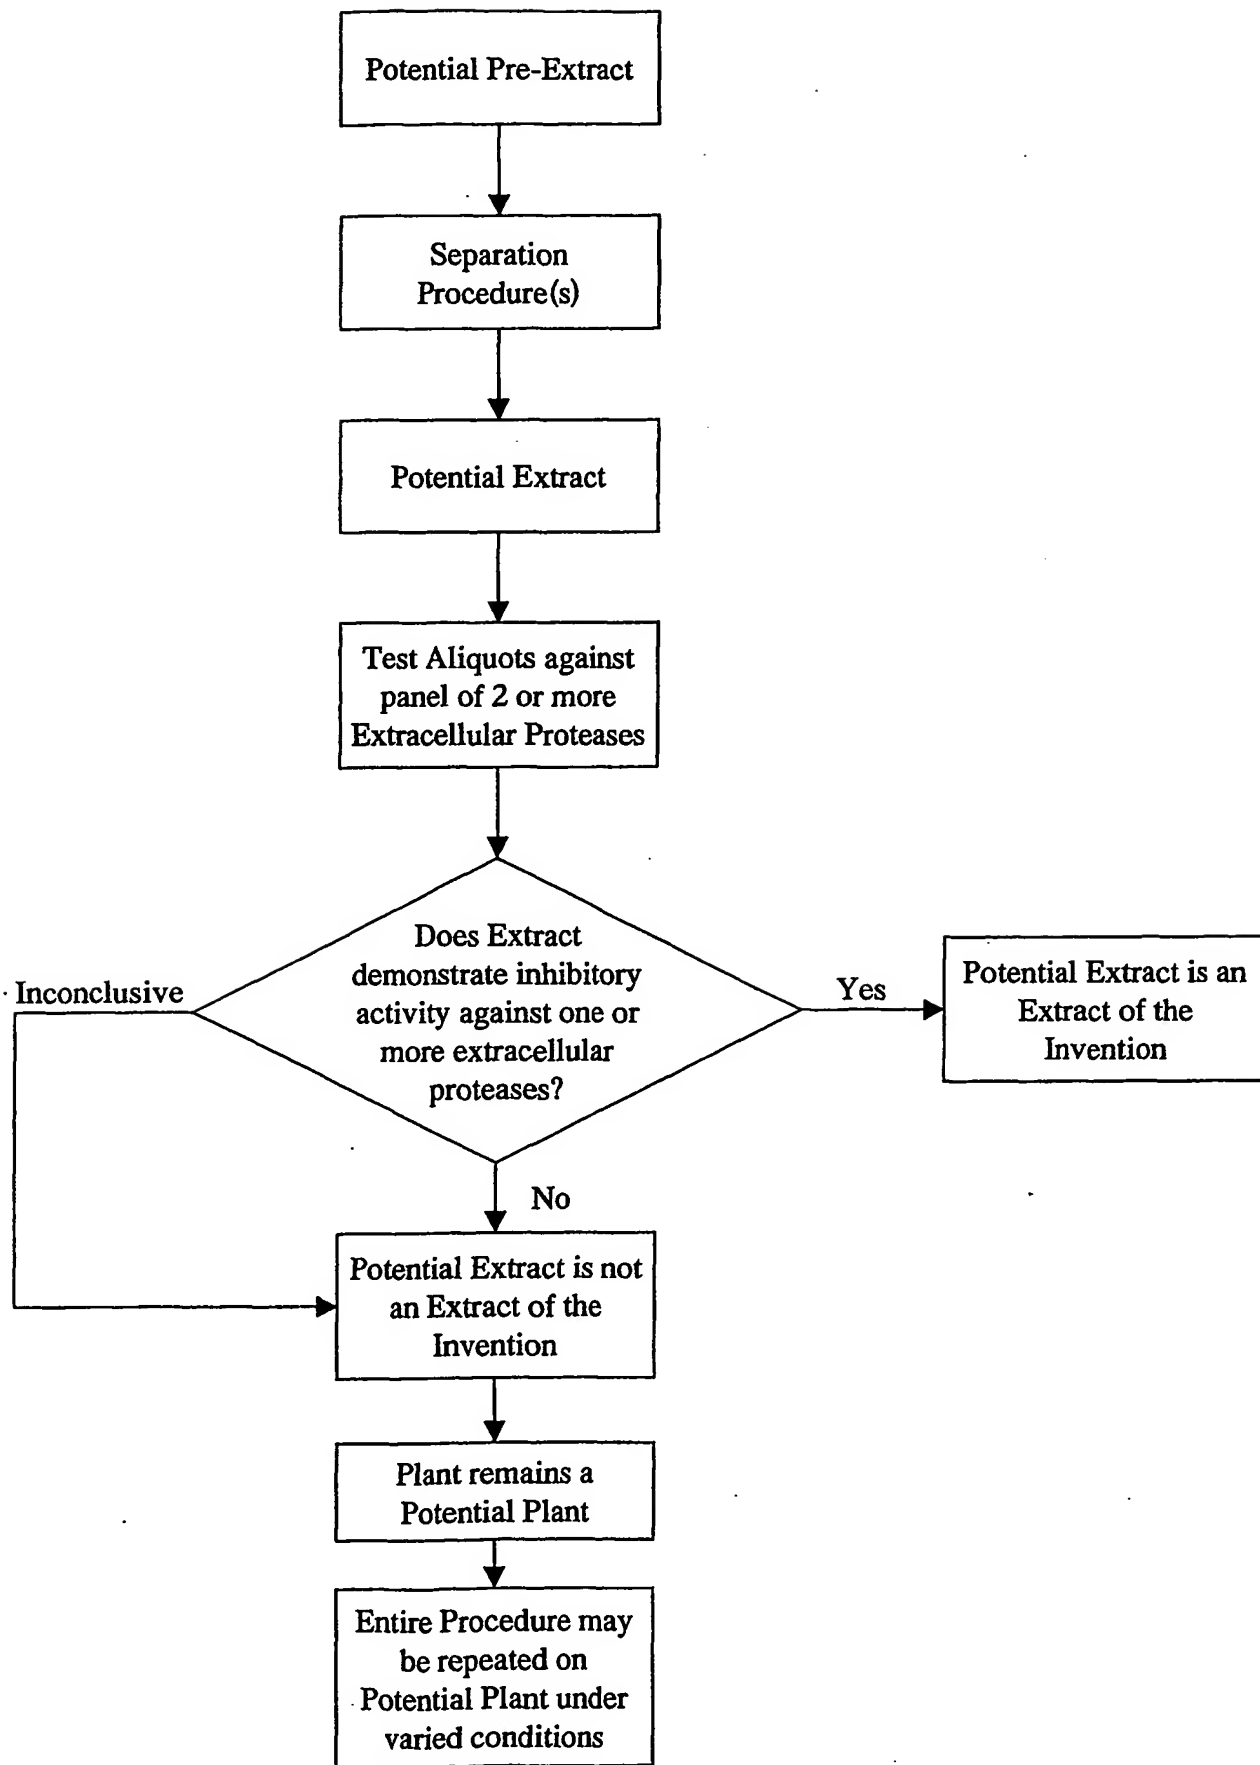 Potential Pre-Extract
Separation
Procedure(s)
Potential Extract
Test Aliquots against
panel of 2 or more
Extracellular Proteases
Does Extract
demonstrate inhibitory
activity against one or
more extracellular
proteases?
Inconclusive
Yes
Potential Extract is an
Extract of the
Invention
No
Potential Extract is not
an Extract of the
Invention
Plant remains a
Potential Plant
Entire Procedure may
be repeated on
Potential Plant under
varied conditions